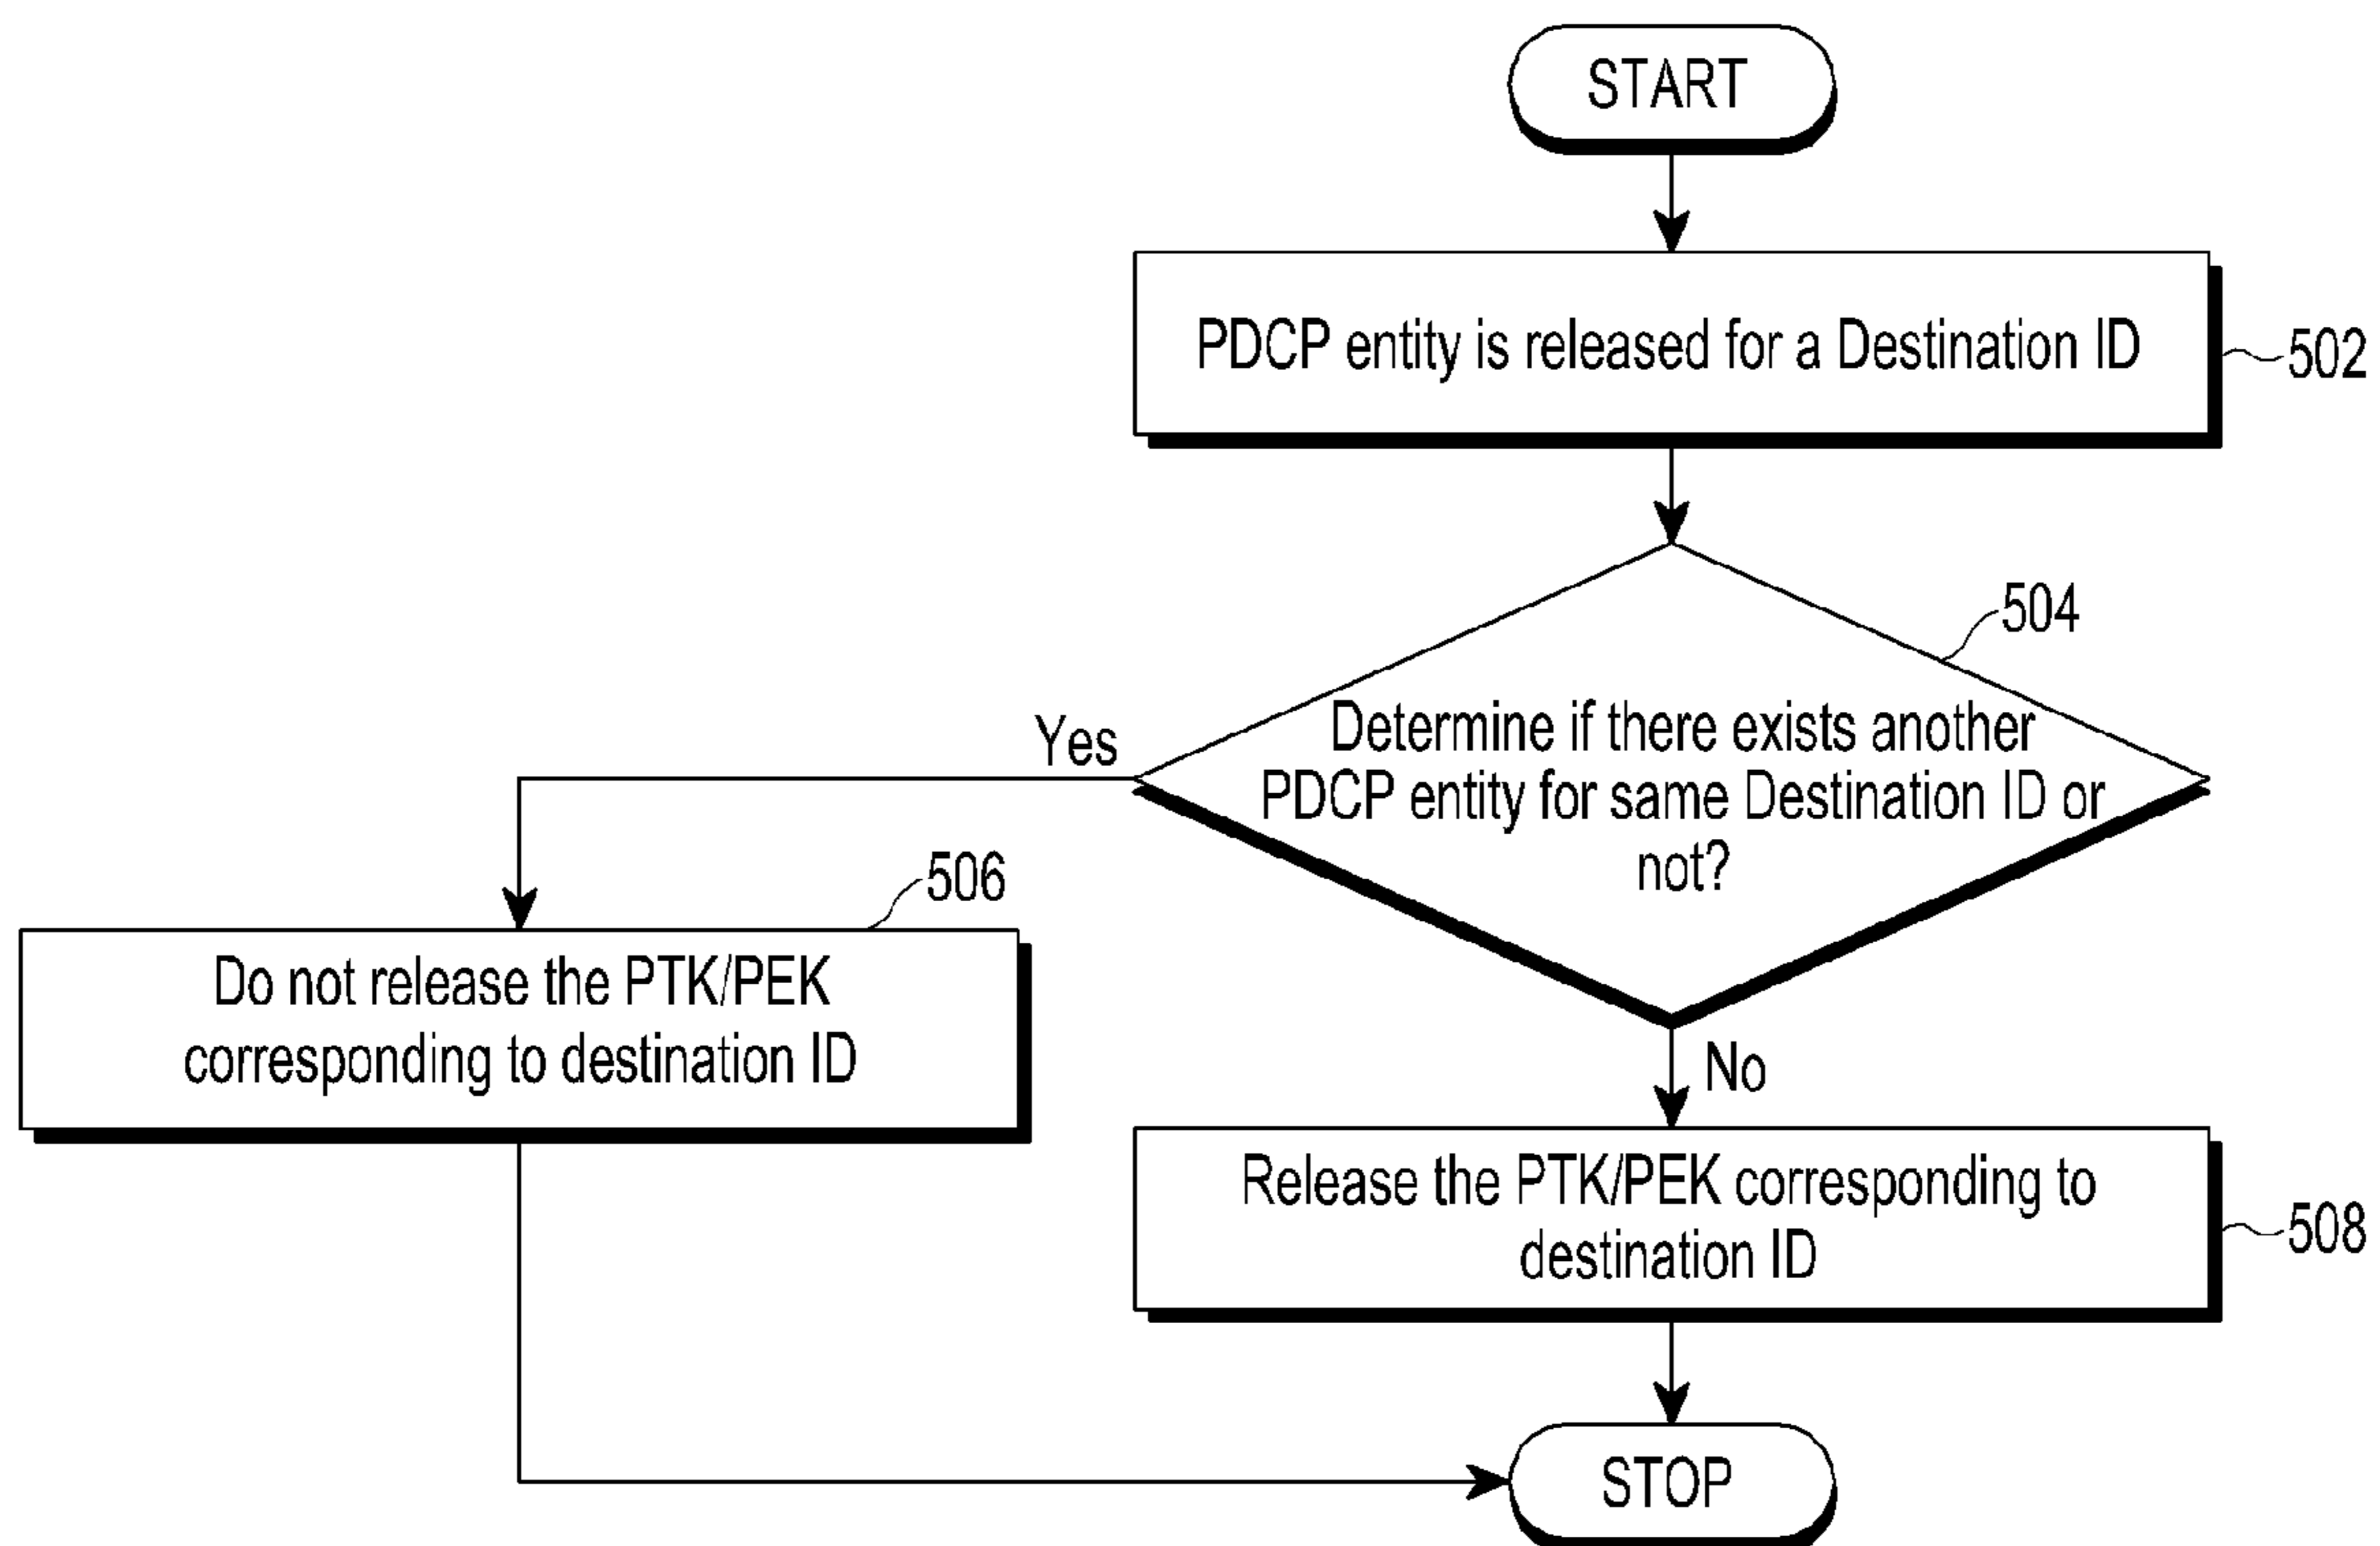 START
PDCP entity is released for a Destination ID
502
504
Determine if there exists another
PDCP entity for same Destination ID or
not?
Yes
506
Do not release the PTK/PEK
corresponding to destination ID
No
Release the PTK/PEK corresponding to
destination ID
508
STOP